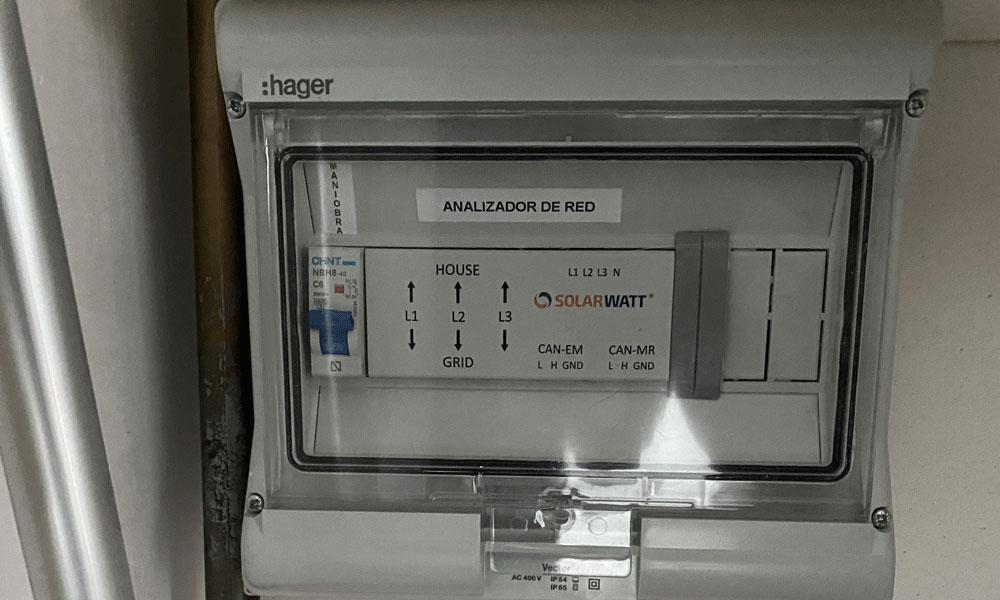 :hager
MANIOBRA
ANALIZADOR DE RED
CHNT
NBH8-40
C6
HOUSE
L1 L2 L3 N
SOLARWATT®
L1 L2 L3
GRID
CAN-EM CAN-MR
L H GND L H GND
N
Vector
AC 400 V IP 54
IP 65